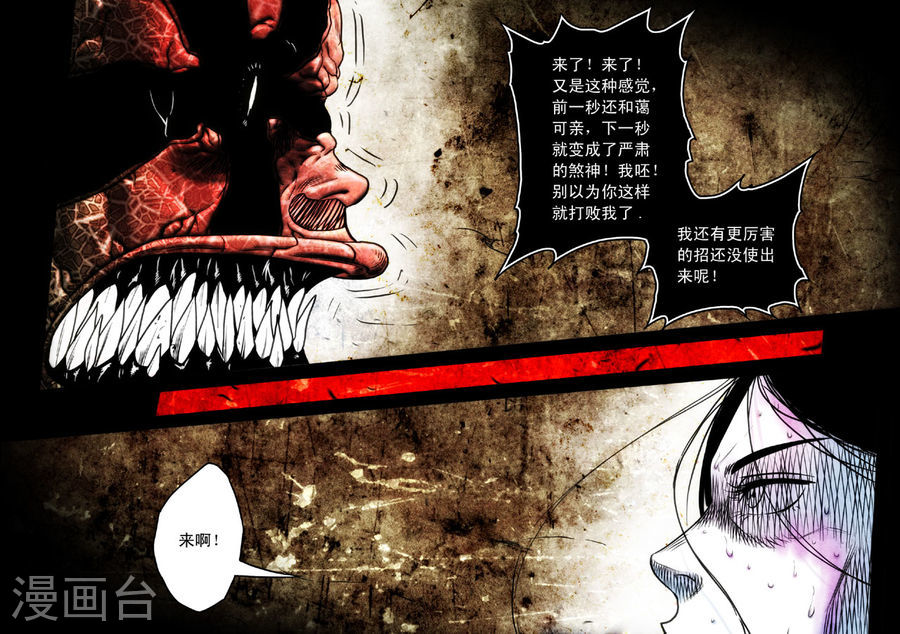 来了！来了！
又是这种感觉，
前一秒还和蔼
可亲，下一秒
就变成了严肃
的煞神！我呸！
别以为你这样
就打败我了．
我还有更厉害
的招还没使出
来呢！
来啊！
漫画台